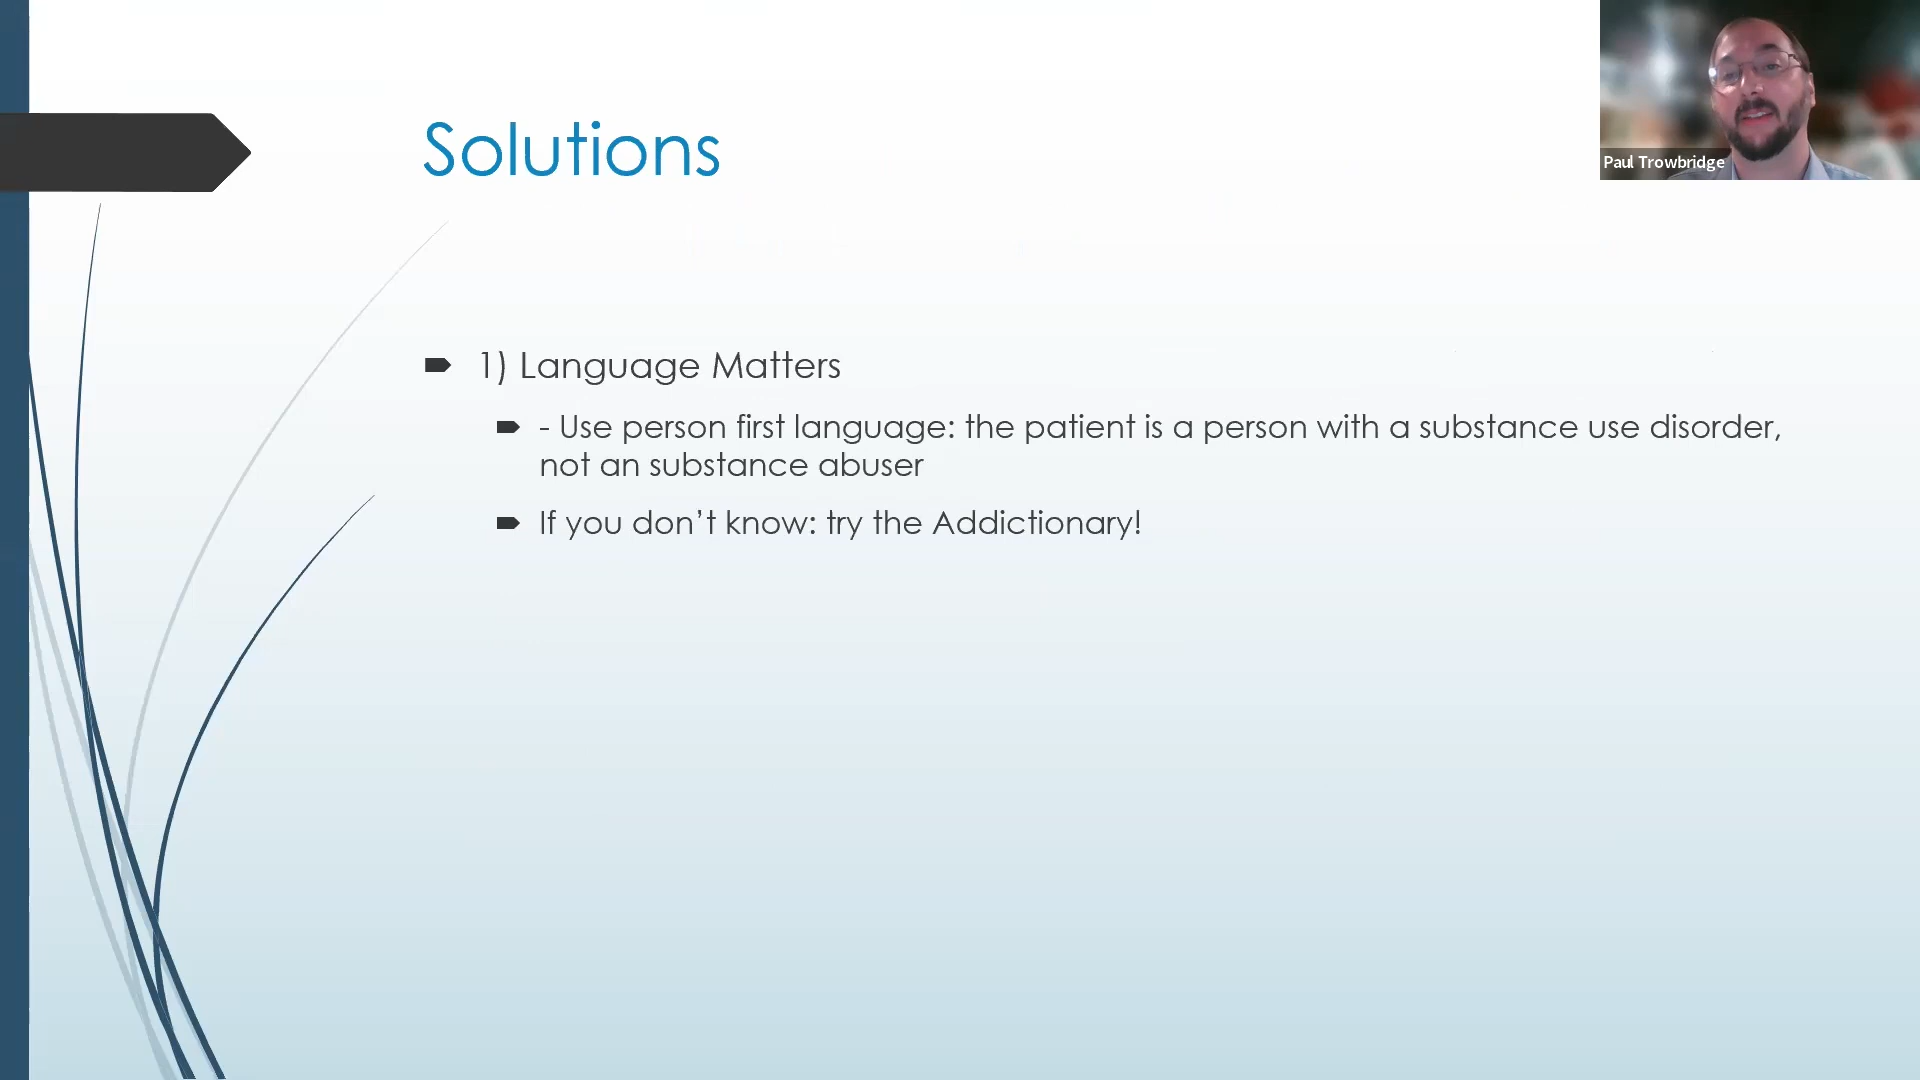 Solutions
Paul Trowbridge
1) Language Matters
- Use person first language: the patient is a person with a substance use disorder,
not an substance abuser
If you don’t know: try the Addictionary!